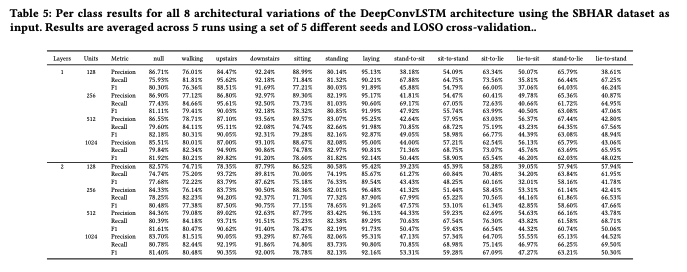 Table 5: Per class results for all 8 architectural variations of the DeepConvLSTM architecture using the SBHAR dataset as
input. Results are averaged across 5 runs using a set of 5 different seeds and LOSO cross-validation..
Layers Units Metric null walking upstairs downstairs sitting standing laying stand-to-sit sit-to-stand sit-to-lie lie-to-sit stand-to-lie lie-to-stand
1 128 Precision 86.71% 76.01% 84.47% 92.24% 88.99% 80.14% 95.13% 38.18% 54.09% 63.34% 50.07% 65.79% 38.61%
Recall 75.93% 81.81% 95.62% 92.18% 71.84% 81.32% 90.21% 67.88% 64.75% 73.56% 35.81% 66.44% 67.25%
F1 80.30% 76.36% 88.51% 91.69% 77.21% 80.03% 91.89% 45.88% 54.79% 66.00% 37.06% 64.03% 46.24%
256 Precision 86.90% 77.12% 86.80% 92.97% 89.30% 82.19% 95.17% 41.81% 54.47% 60.41% 49.78% 65.36% 40.87%
Recall 77.43% 84.66% 95.61% 92.50% 73.73% 81.03% 90.60% 69.17% 67.05% 72.63% 40.66% 61.72% 64.95%
F1 81.11% 79.41% 90.03% 92.18% 78.32% 80.85% 91.99% 47.92% 55.74% 63.99% 40.50% 63.08% 47.06%
512 Precision 86.55% 78.71% 87.10% 93.56% 89.57% 83.07% 95.25% 42.64% 57.95% 63.03% 56.37% 67.44% 42.80%
Recall 79.60% 84.11% 95.11% 92.08% 74.74% 82.66% 91.98% 70.85% 68.72% 75.19% 43.23% 64.35% 67.56%
F1 82.18% 80.31% 90.05% 92.31% 79.28% 82.16% 92.87% 49.05% 58.98% 66.77% 44.39% 63.08% 48.94%
1024 Precision 85.51% 80.01% 87.00% 93.10% 88.67% 82.08% 95.00% 44.00% 57.21% 62.54% 56.13% 65.79% 43.06%
Recall 79.84% 82.34% 94.90% 90.86% 74.78% 82.97% 90.81% 71.36% 68.75% 73.07% 45.76% 63.69% 65.95%
F1 81.92% 80.21% 89.82% 91.20% 78.60% 81.82% 92.14% 50.44% 58.90% 65.54% 46.20% 62.03% 48.02%
2 128 Precision 82.57% 74.71% 78.35% 87.79% 86.52% 80.58% 95.42% 39.23% 45.39% 58.28% 39.05% 57.94% 57.94%
Recall 74.74% 75.20% 93.72% 89.81% 70.00% 74.19% 85.67% 61.27% 60.84% 70.48% 34.20% 53.84% 61.95%
F1 77.68% 72.22% 83.79% 87.62% 75.18% 76.33% 89.54% 43.43% 48.25% 60.16% 32.01% 58.16% 41.78%
256 Precision 84.33% 76.14% 83.73% 90.50% 88.36% 82.01% 96.48% 41.32% 51.44% 58.45% 53.31% 61.14% 42.41%
Recall 78.25% 82.23% 94.20% 92.37% 71.70% 77.32% 87.90% 67.99% 65.22% 70.56% 44.16% 61.86% 66.53%
F1 80.48% 77.38% 87.50% 90.75% 77.15% 78.65% 91.26% 47.57% 53.10% 61.34% 42.85% 58.60% 47.66%
512 Precision 84.36% 79.08% 89.02% 92.63% 87.79% 83.42% 96.13% 44.33% 59.23% 62.69% 54.63% 66.16% 43.78%
Recall 80.39% 84.18% 93.71% 91.51% 75.23% 82.38% 89.29% 70.63% 67.54% 76.30% 43.82% 61.58% 68.71%
F1 81.61% 80.47% 90.62% 91.40% 78.47% 82.19% 91.73% 50.47% 59.43% 66.54% 44.32% 60.74% 50.06%
1024 Precision 83.70% 81.51% 90.05% 93.29% 87.76% 82.06% 95.31% 47.13% 57.34% 64.70% 55.55% 65.13% 44.52%
Recall 80.78% 82.44% 92.19% 91.86% 74.80% 83.73% 90.80% 70.85% 68.98% 75.14% 46.97% 66.25% 69.50%
F1 81.40% 80.48% 90.35% 92.00% 78.78% 82.13% 92.16% 53.31% 59.28% 67.09% 47.27% 63.21% 50.30%